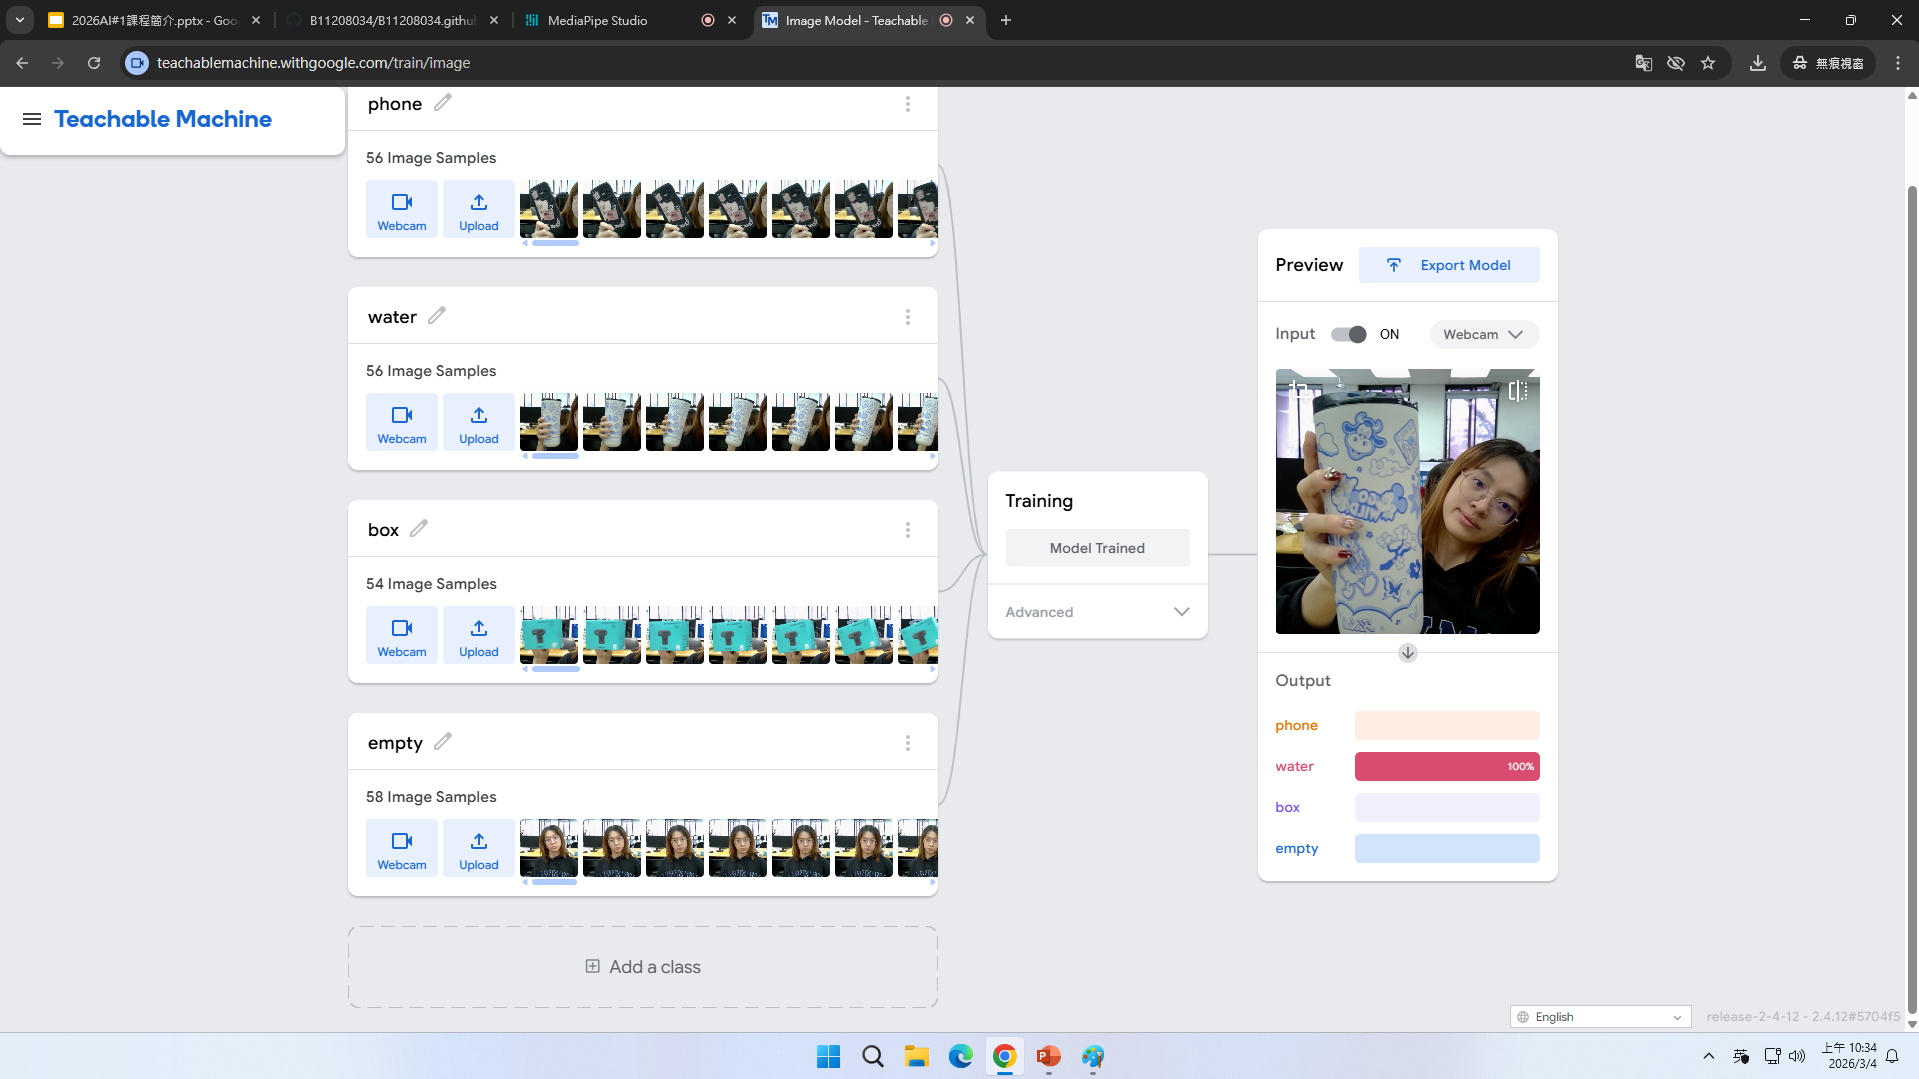 2026AI#1課程簡介.pptx - Goo
B11208034/B11208034.githu
MediaPipe Studio
Image Model - Teachable
teachablemachine.withgoogle.com/train/image
無痕視窗
Teachable Machine
phone
56 Image Samples
Webcam
Upload
water
56 Image Samples
Webcam
Upload
box
54 Image Samples
Webcam
Upload
empty
58 Image Samples
Webcam
Upload
Add a class
Training
Model Trained
Advanced
Preview
Export Model
Input ON Webcam
Output
phone
water 100%
box
empty
English
release-2-4-12 - 2.4.12#5704f5
英
上午 10:34
2026/3/4